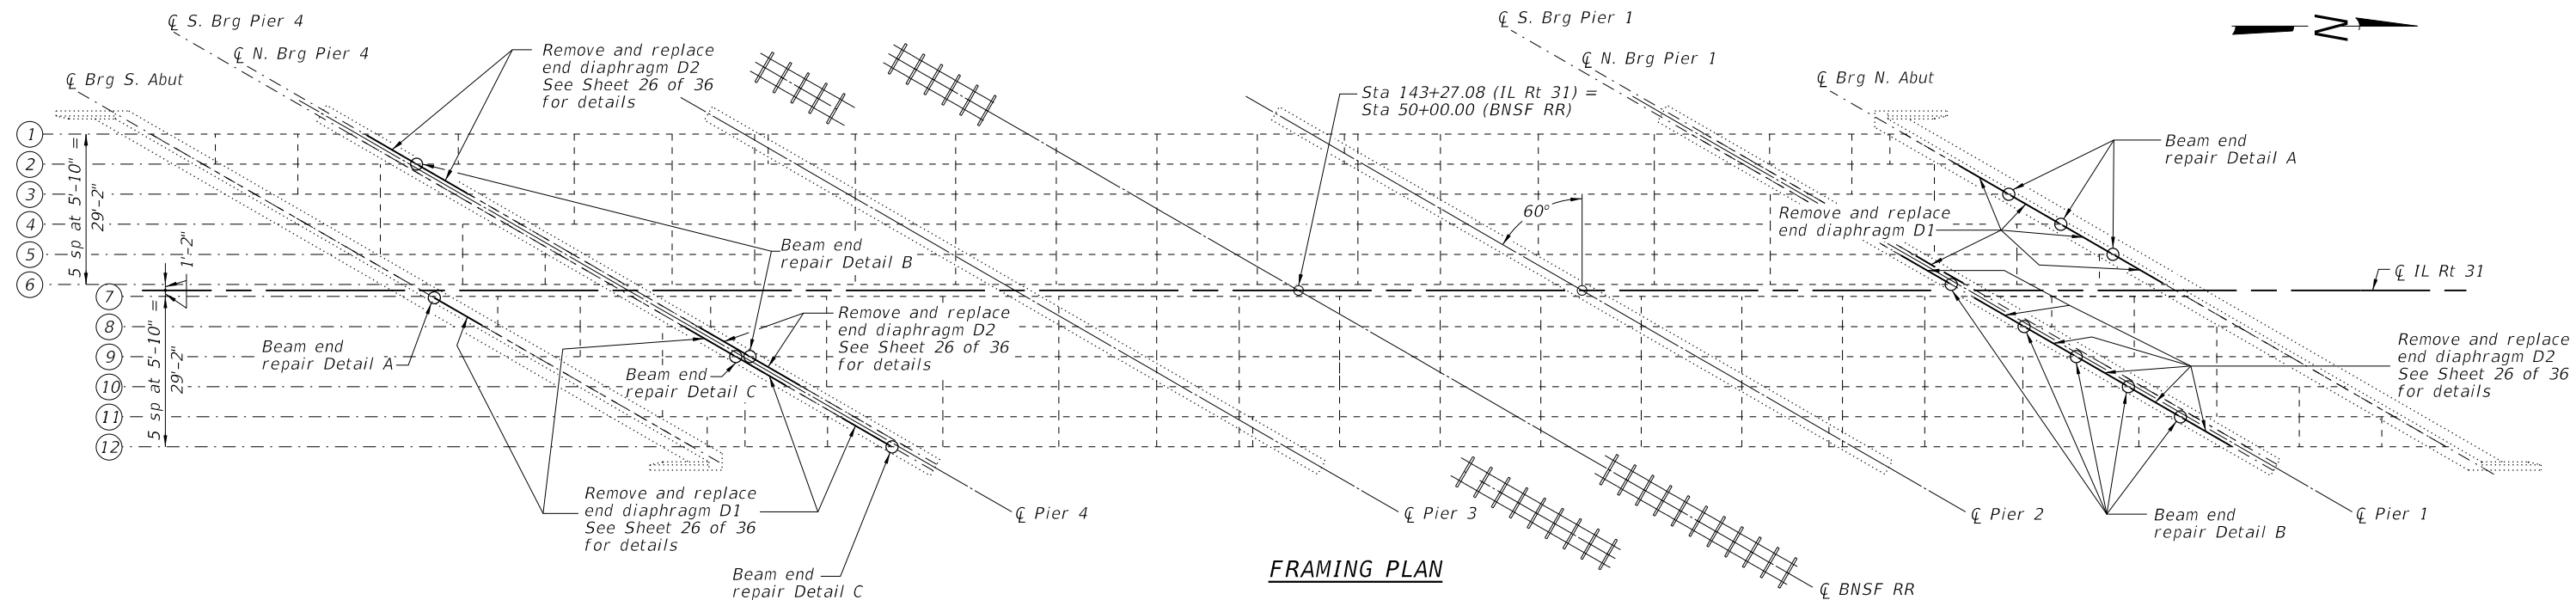 ℄ S. Brg Pier 4
℄ N. Brg Pier 4
℄ Brg S. Abut
Remove and replace
end diaphragm D2
See Sheet 26 of 36
for details
Sta 143+27.08 (IL Rt 31) =
Sta 50+00.00 (BNSF RR)
℄ S. Brg Pier 1
℄ N. Brg Pier 1
℄ Brg N. Abut
N
Beam end
repair Detail A
1
2
3
4
5
6
7
8
9
10
11
12
5 sp at 5'-10" =
29'-2"
1'-2"
5 sp at 5'-10" =
29'-2"
60°
Remove and replace
end diaphragm D1
Beam end
repair Detail B
℄ IL Rt 31
Beam end
repair Detail A
Beam end
repair Detail C
Remove and replace
end diaphragm D2
See Sheet 26 of 36
for details
Remove and replace
end diaphragm D2
See Sheet 26 of 36
for details
Remove and replace
end diaphragm D1
See Sheet 26 of 36
for details
℄ Pier 4
℄ Pier 3
℄ Pier 2
℄ Pier 1
Beam end
repair Detail B
Beam end
repair Detail C
FRAMING PLAN
℄ BNSF RR